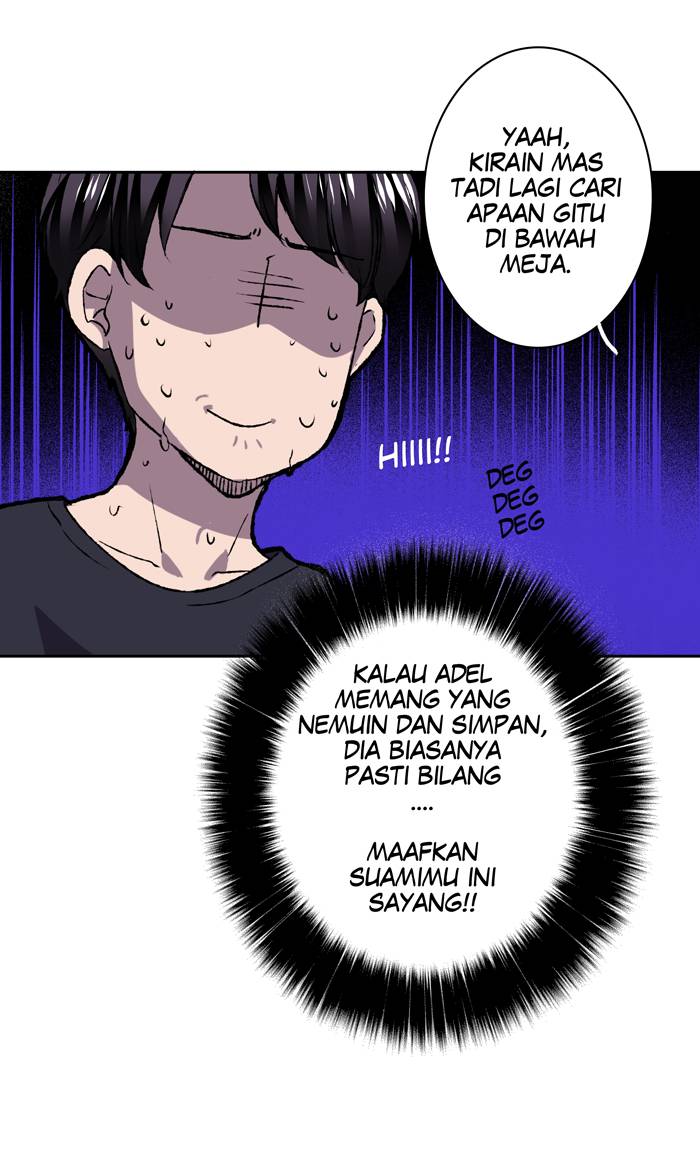 YAAH,
KIRAIN MAS
TADI LAGI CARI
APAAN GITU
DI BAWAH
MEJA.
HIIII!!
DEG
DEG
DEG
KALAU ADEL
MEMANG YANG
NEMUIN DAN SIMPAN,
DIA BIASANYA
PASTI BILANG
....
MAAFKAN
SUAMIMU INI
SAYANG!!